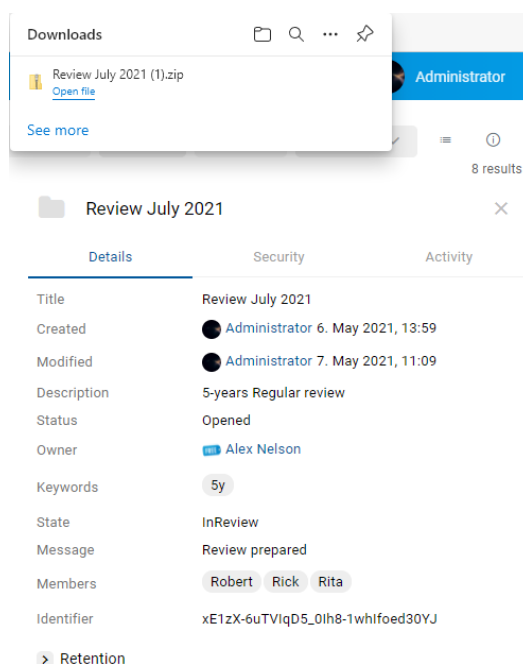 Downloads
Review July 2021 (1).zip
Open file
See more
Administrator
8 results
Review July 2021
Details Security Activity
Title Review July 2021
Created Administrator 6. May 2021, 13:59
Modified Administrator 7. May 2021, 11:09
Description 5-years Regular review
Status Opened
Owner Alex Nelson
Keywords 5y
State InReview
Message Review prepared
Members Robert Rick Rita
Identifier xE1zX-6uTVIqD5_0Ih8-1whIfoed30YJ
Retention